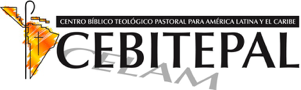 CENTRO BÍBLICO TEOLÓGICO PASTORAL PARA AMÉRICA LATINA Y EL CARIBE
CEBITEPAL
CELAM